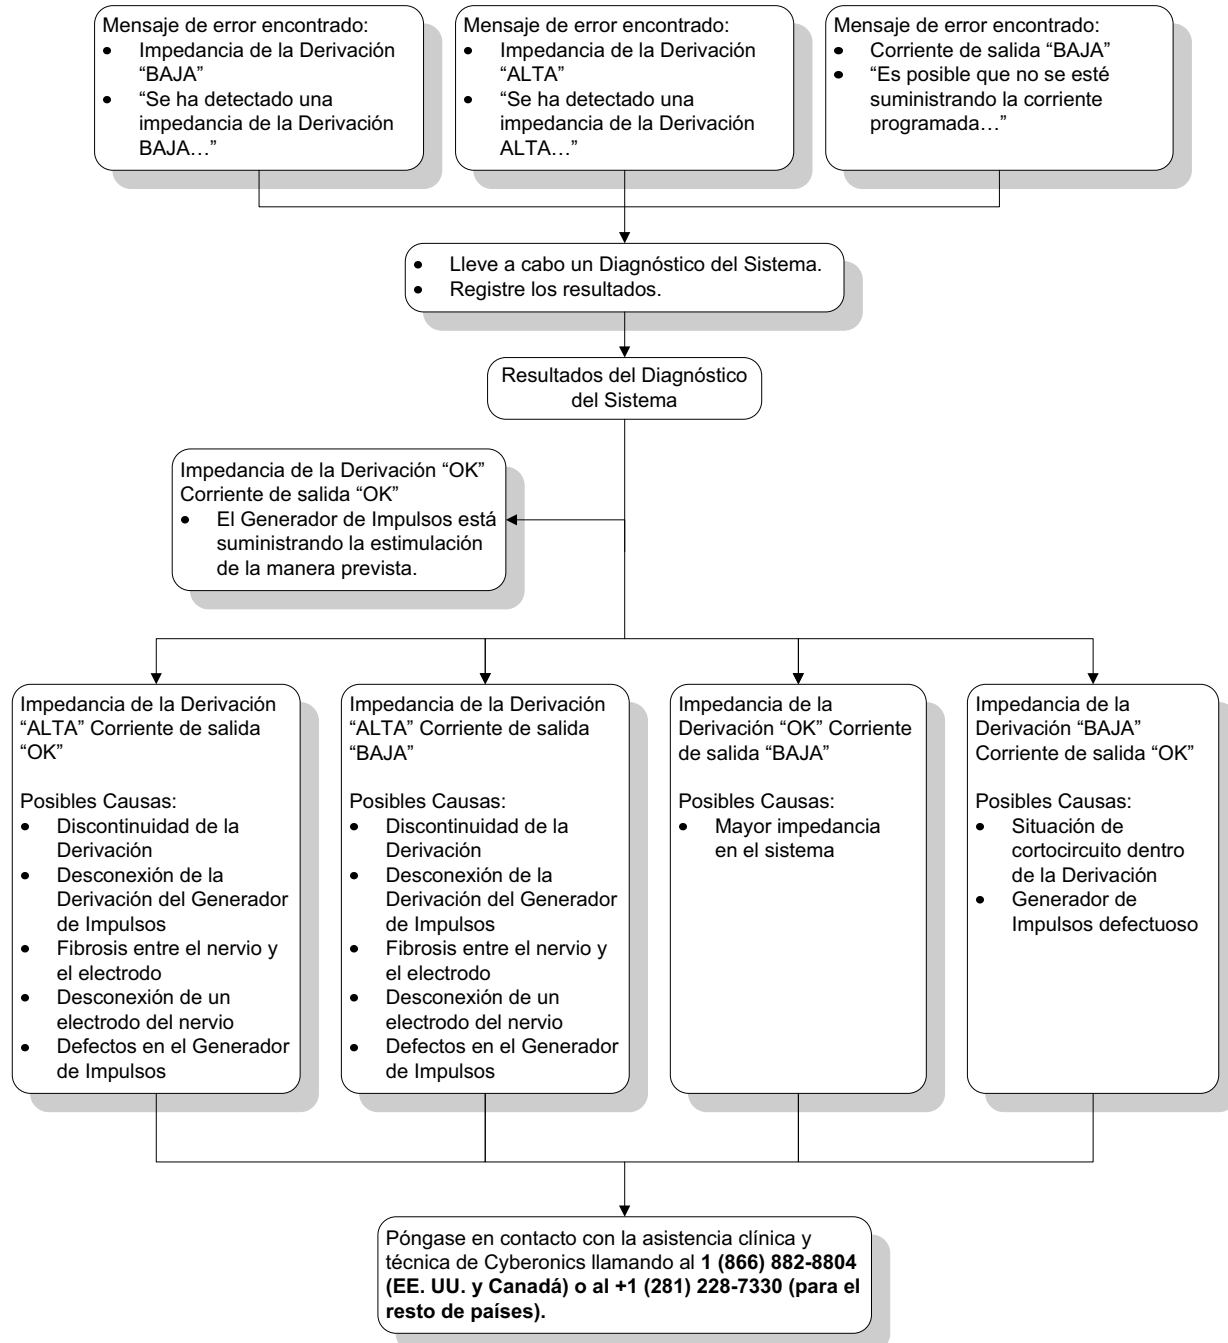 Mensaje de error encontrado:
• Impedancia de la Derivación
“BAJA”
• “Se ha detectado una
impedancia de la Derivación
BAJA…”
Mensaje de error encontrado:
• Impedancia de la Derivación
“ALTA”
• “Se ha detectado una
impedancia de la Derivación
ALTA…”
Mensaje de error encontrado:
• Corriente de salida “BAJA”
• “Es posible que no se esté
suministrando la corriente
programada…”
• Lleve a cabo un Diagnóstico del Sistema.
• Registre los resultados.
Resultados del Diagnóstico
del Sistema
Impedancia de la Derivación “OK”
Corriente de salida “OK”
• El Generador de Impulsos está
suministrando la estimulación
de la manera prevista.
Impedancia de la Derivación
“ALTA” Corriente de salida
“OK”
Posibles Causas:
• Discontinuidad de la
Derivación
• Desconexión de la
Derivación del Generador
de Impulsos
• Fibrosis entre el nervio y
el electrodo
• Desconexión de un
electrodo del nervio
• Defectos en el Generador
de Impulsos
Impedancia de la Derivación
“ALTA” Corriente de salida
“BAJA”
Posibles Causas:
• Discontinuidad de la
Derivación
• Desconexión de la
Derivación del Generador
de Impulsos
• Fibrosis entre el nervio y
el electrodo
• Desconexión de un
electrodo del nervio
• Defectos en el Generador
de Impulsos
Impedancia de la
Derivación “OK” Corriente
de salida “BAJA”
Posibles Causas:
• Mayor impedancia
en el sistema
Impedancia de la
Derivación “BAJA”
Corriente de salida “OK”
Posibles Causas:
• Situación de
cortocircuito dentro
de la Derivación
• Generador de
Impulsos defectuoso
Póngase en contacto con la asistencia clínica y
técnica de Cyberonics llamando al 1 (866) 882-8804
(EE. UU. y Canadá) o al +1 (281) 228-7330 (para el
resto de países).